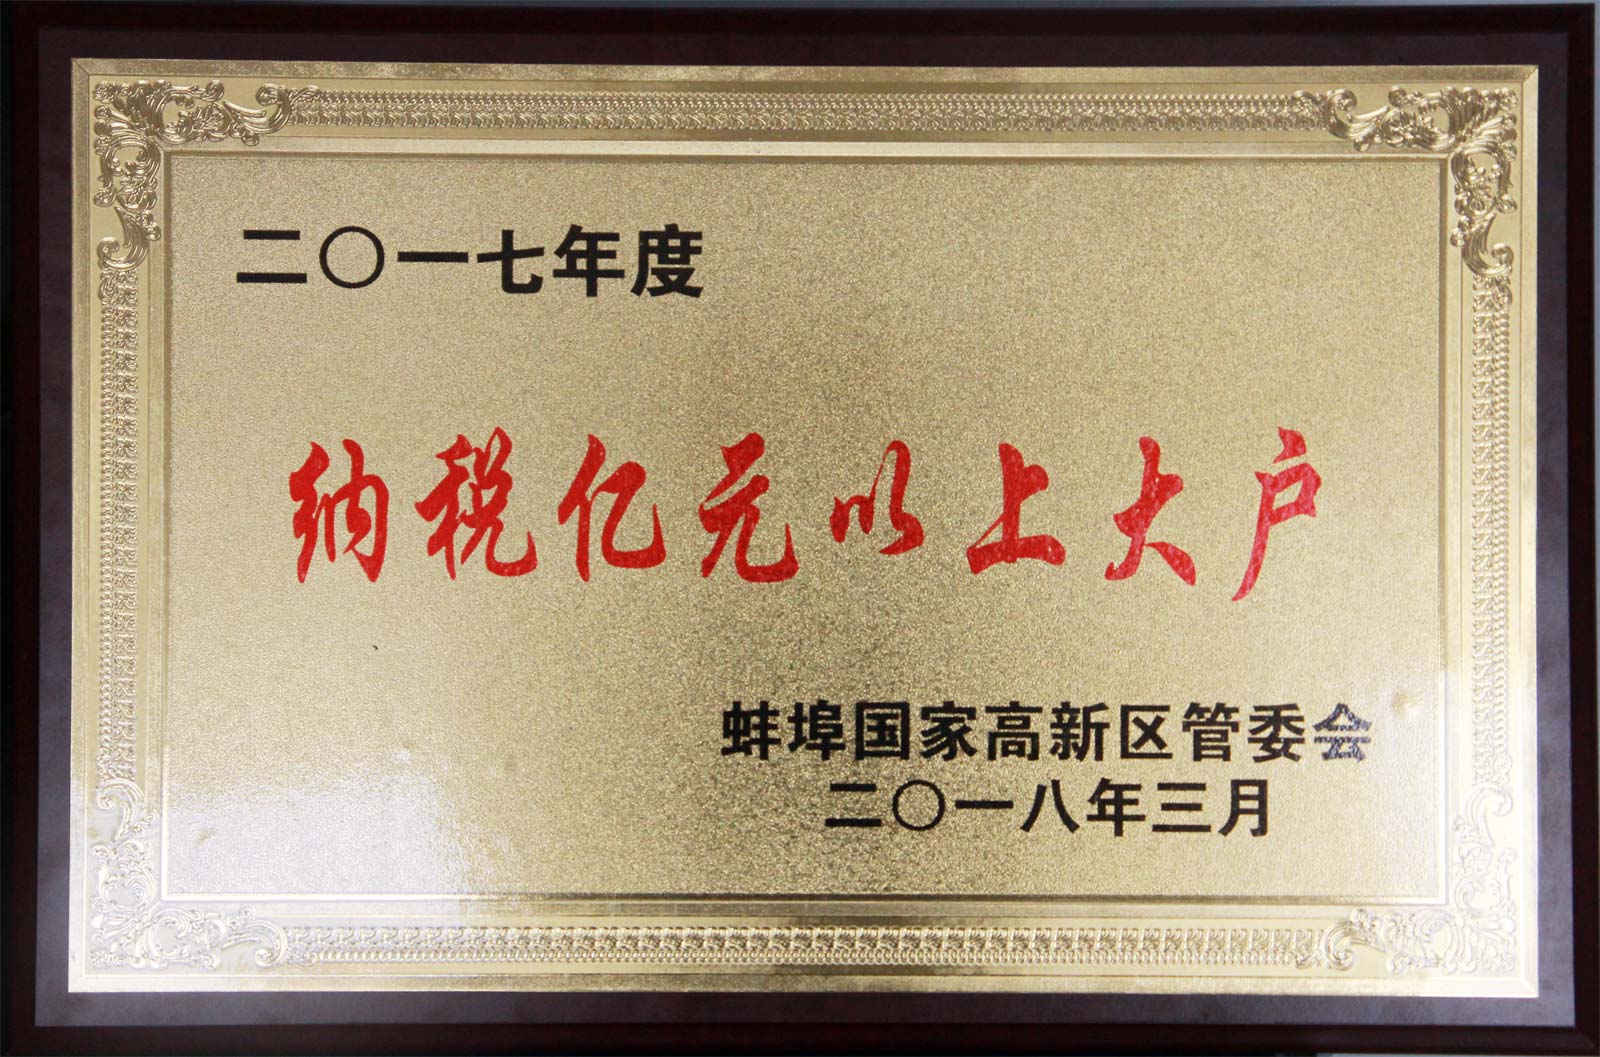 二〇一七年度
纳税亿元以上大户
蚌埠国家高新区管委会
二〇一八年三月